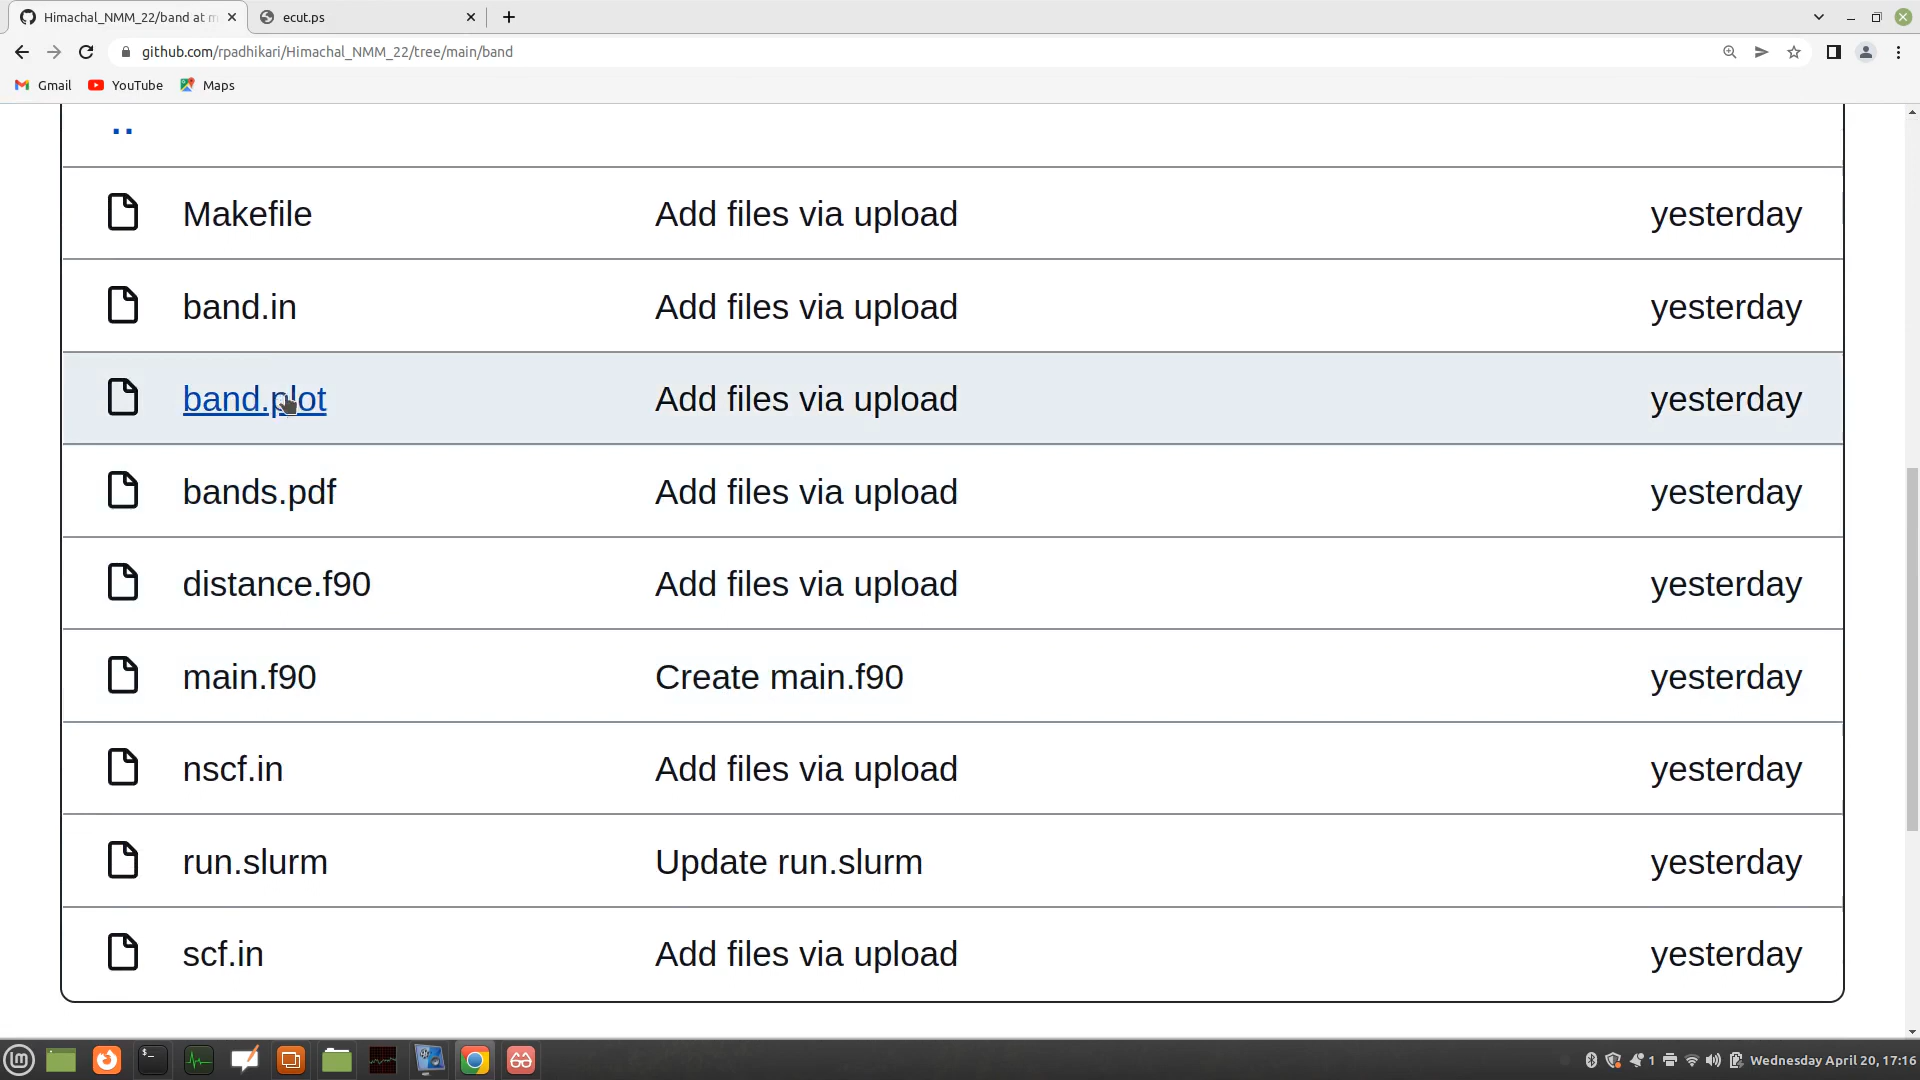 Himachal_NMM_22/band at m
ecut.ps
github.com/rpadhikari/Himachal_NMM_22/tree/main/band
Gmail YouTube Maps
..
Makefile Add files via upload yesterday
band.in Add files via upload yesterday
band.plot Add files via upload yesterday
bands.pdf Add files via upload yesterday
distance.f90 Add files via upload yesterday
main.f90 Create main.f90 yesterday
nscf.in Add files via upload yesterday
run.slurm Update run.slurm yesterday
scf.in Add files via upload yesterday
1 Wednesday April 20, 17:16